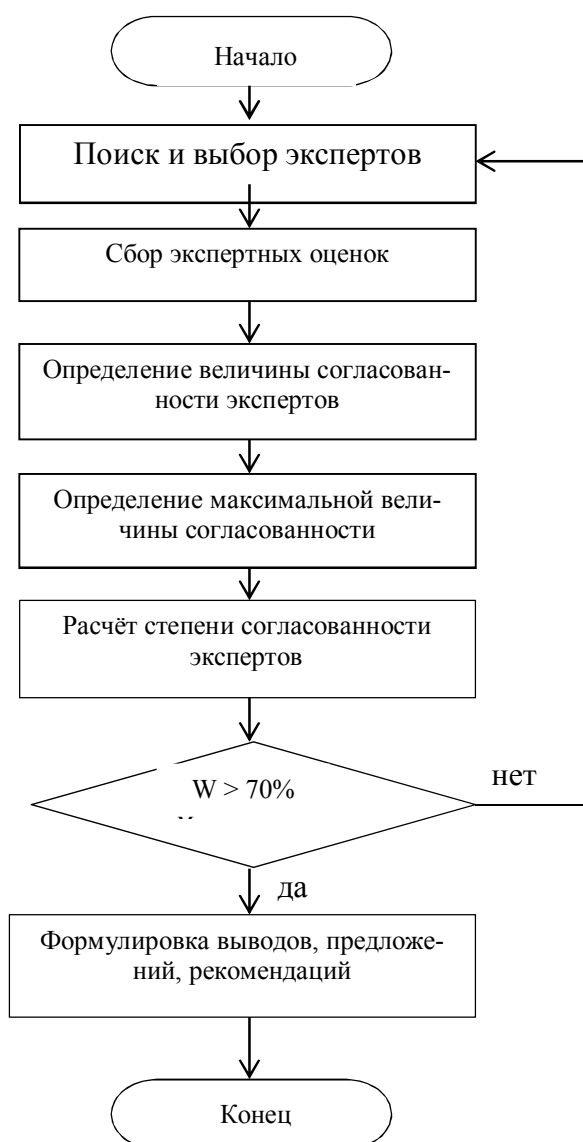 Начало
Поиск и выбор экспертов
Сбор экспертных оценок
Определение величины согласован-
ности экспертов
Определение максимальной вели-
чины согласованности
Расчёт степени согласованности
экспертов
W > 70%
нет
да
Формулировка выводов, предложе-
ний, рекомендаций
Конец